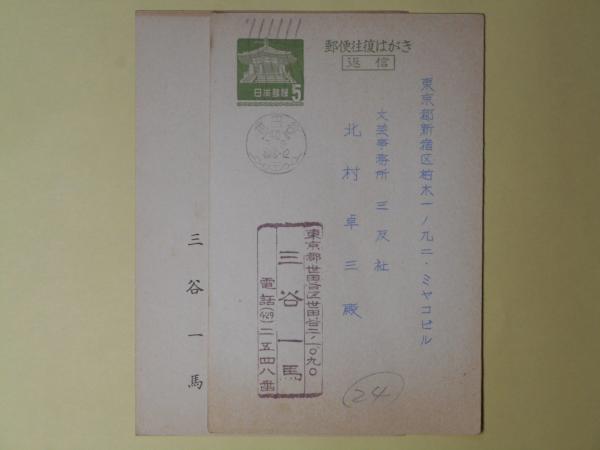 郵便往復はがき
返信
日本郵便
5
東京都新宿区柏木一ノ九二・ミヤコビル
文芸事務所 三友社
北村卓三殿
東京都世田谷区世田谷二ノ一〇九〇
三谷一馬
電話(429)二五四八番
24
三谷一馬